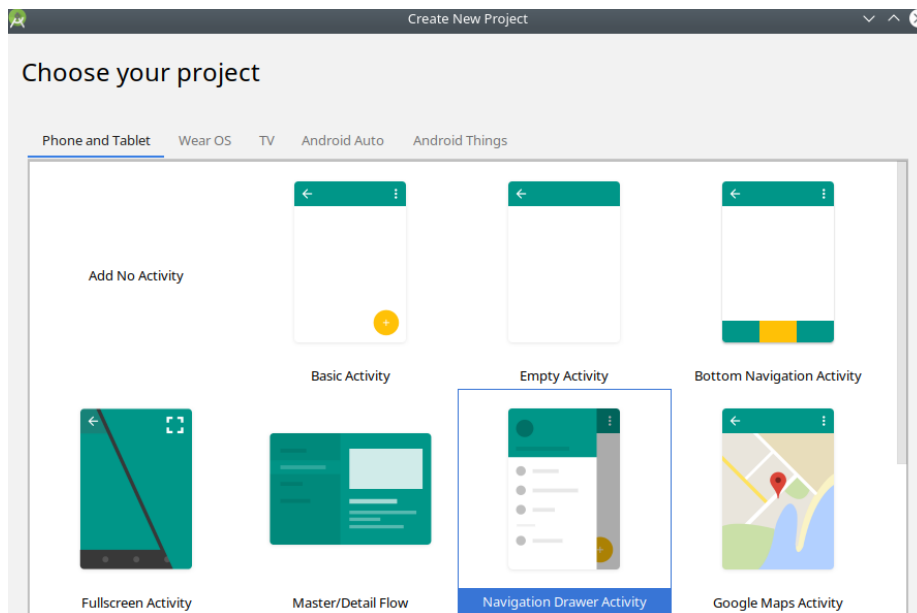 Create New Project
Choose your project
Phone and Tablet Wear OS TV Android Auto Android Things
Add No Activity
Basic Activity Empty Activity Bottom Navigation Activity
Fullscreen Activity Master/Detail Flow Navigation Drawer Activity Google Maps Activity